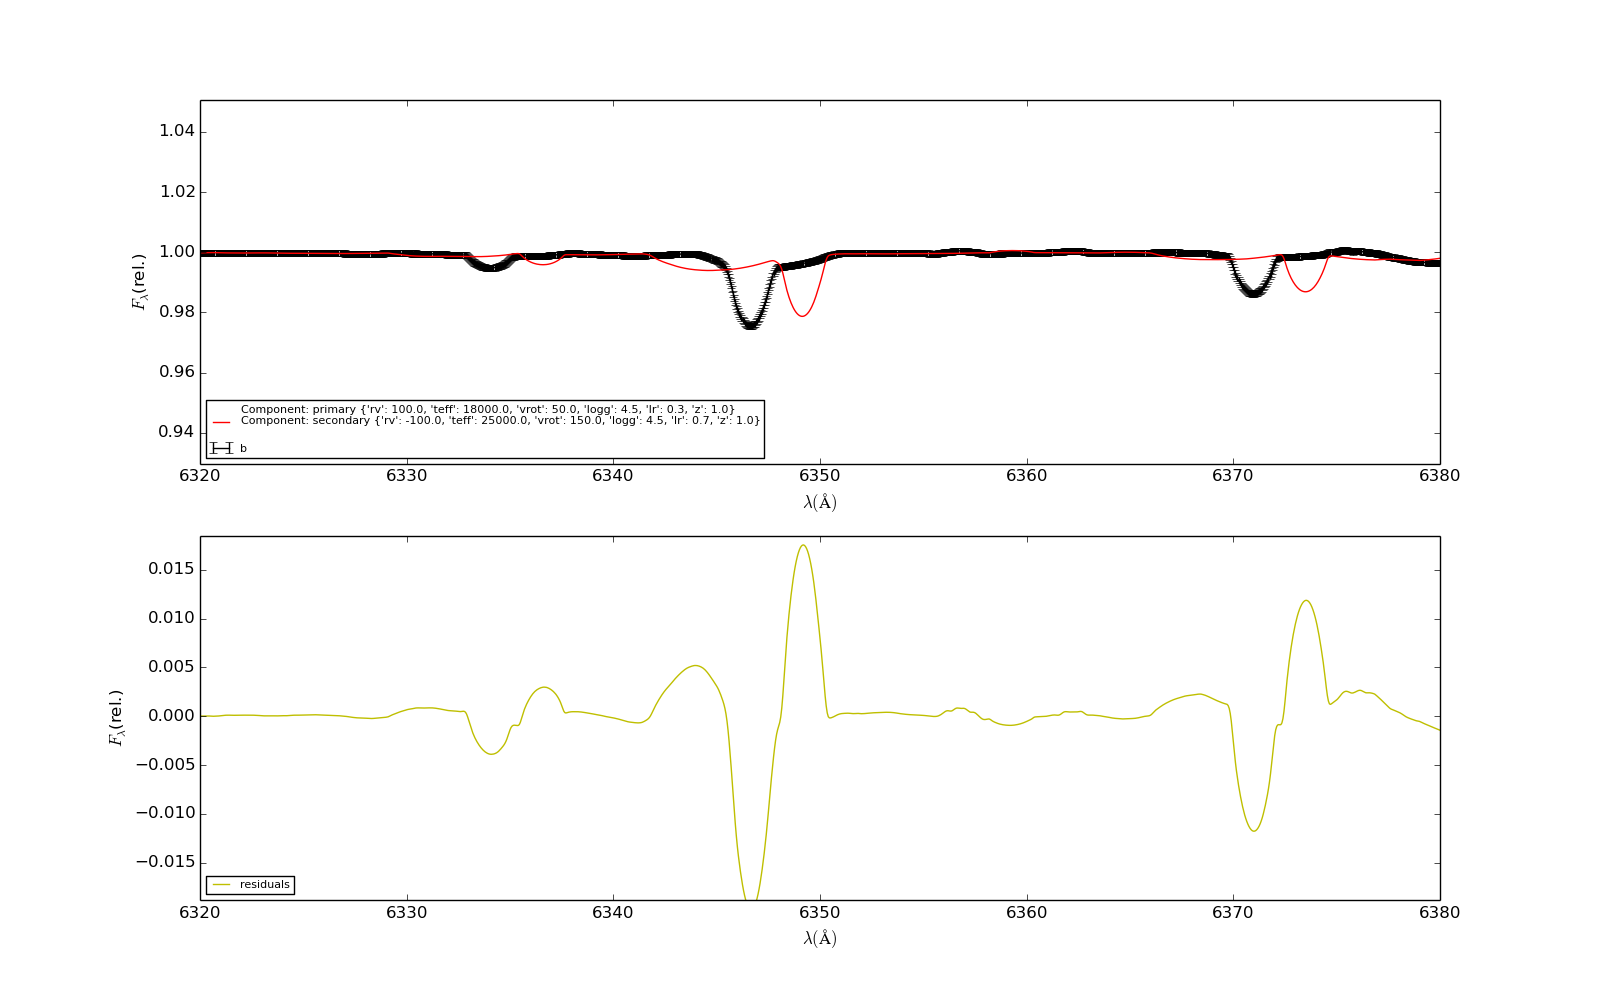 1.04
1.02
1.00
0.98
0.96
0.94
F_λ(rel.)
Component: primary {'rv': 100.0, 'teff': 18000.0, 'vrot': 50.0, 'logg': 4.5, 'lr': 0.3, 'z': 1.0}
Component: secondary {'rv': -100.0, 'teff': 25000.0, 'vrot': 150.0, 'logg': 4.5, 'lr': 0.7, 'z': 1.0}
b
6320 6330 6340 6350 6360 6370 6380
λ(Å)
0.015
0.010
0.005
0.000
−0.005
−0.010
−0.015
F_λ(rel.)
residuals
6320 6330 6340 6350 6360 6370 6380
λ(Å)